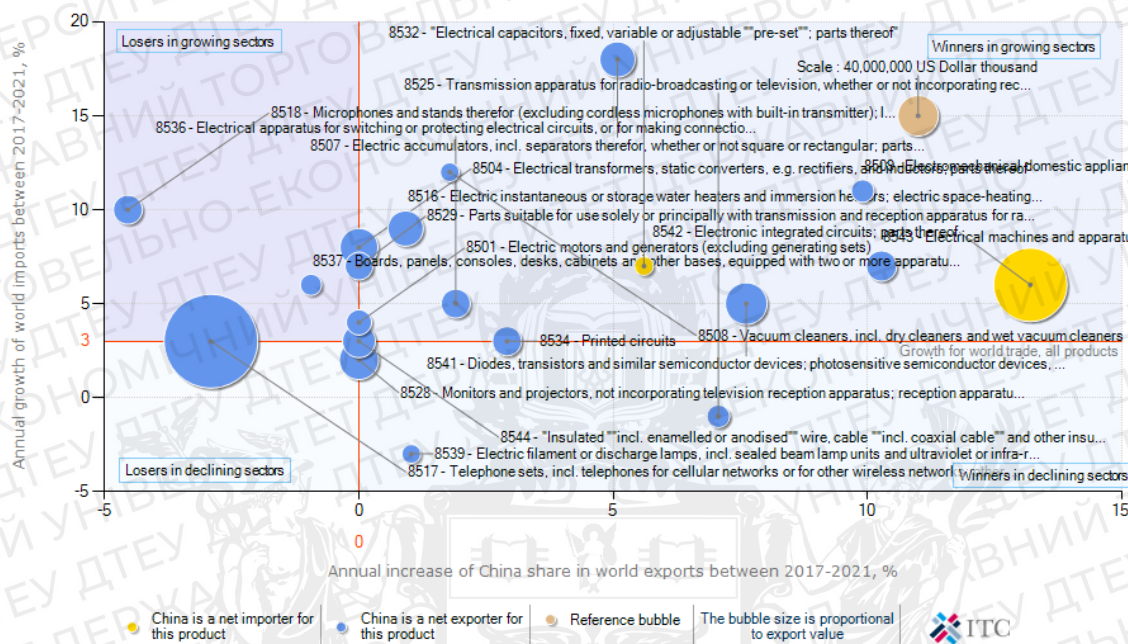 20
15
10
5
3
0
-5
Annual growth of world imports between 2017-2021, %
Losers in growing sectors
Winners in growing sectors
Scale : 40,000,000 US Dollar thousand
8532 - "Electrical capacitors, fixed, variable or adjustable ""pre-set""; parts thereof"
8525 - Transmission apparatus for radio-broadcasting or television, whether or not incorporating rec...
8518 - Microphones and stands therefor (excluding cordless microphones with built-in transmitter); l...
8536 - Electrical apparatus for switching or protecting electrical circuits, or for making connectio...
8507 - Electric accumulators, incl. separators therefor, whether or not square or rectangular; parts...
8504 - Electrical transformers, static converters, e.g. rectifiers, and inductors; parts thereof
8509 - Electromechanical domestic applian
8516 - Electric instantaneous or storage water heaters and immersion heaters; electric space-heating...
8529 - Parts suitable for use solely or principally with transmission and reception apparatus for ra...
8542 - Electronic integrated circuits; parts thereof
8543 - Electrical machines and apparatu
8501 - Electric motors and generators (excluding generating sets)
8537 - Boards, panels, consoles, desks, cabinets and other bases, equipped with two or more apparatu...
8508 - Vacuum cleaners, incl. dry cleaners and wet vacuum cleaners
8534 - Printed circuits
Growth for world trade, all products
8541 - Diodes, transistors and similar semiconductor devices; photosensitive semiconductor devices, ...
8528 - Monitors and projectors, not incorporating television reception apparatus; reception apparatu...
8544 - "Insulated ""incl. enamelled or anodised"" wire, cable ""incl. coaxial cable"" and other insu...
8539 - Electric filament or discharge lamps, incl. sealed beam lamp units and ultraviolet or infra-r...
8517 - Telephone sets, incl. telephones for cellular networks or for other wireless network
Losers in declining sectors
Winners in declining sectors
-5
0
5
10
15
0
Annual increase of China share in world exports between 2017-2021, %
China is a net importer for this product
China is a net exporter for this product
Reference bubble
The bubble size is proportional to export value
ITC